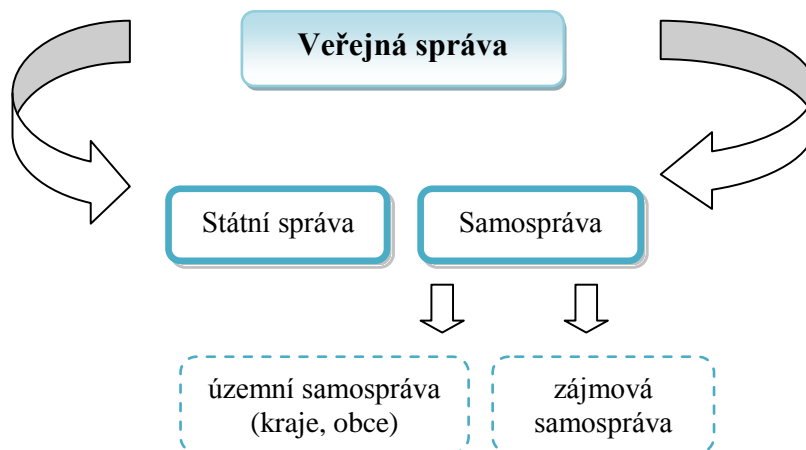 Veřejná správa
Státní správa
Samospráva
územní samospráva
(kraje, obce)
zájmová
samospráva